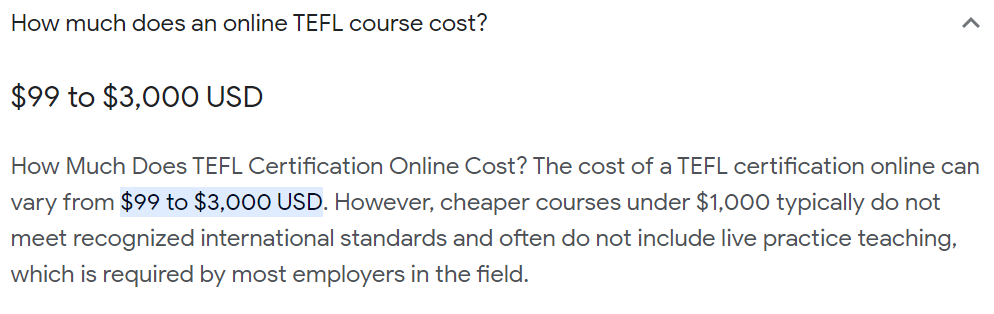 How much does an online TEFL course cost?
$99 to $3,000 USD
How Much Does TEFL Certification Online Cost? The cost of a TEFL certification online can
vary from $99 to $3,000 USD. However, cheaper courses under $1,000 typically do not
meet recognized international standards and often do not include live practice teaching,
which is required by most employers in the field.